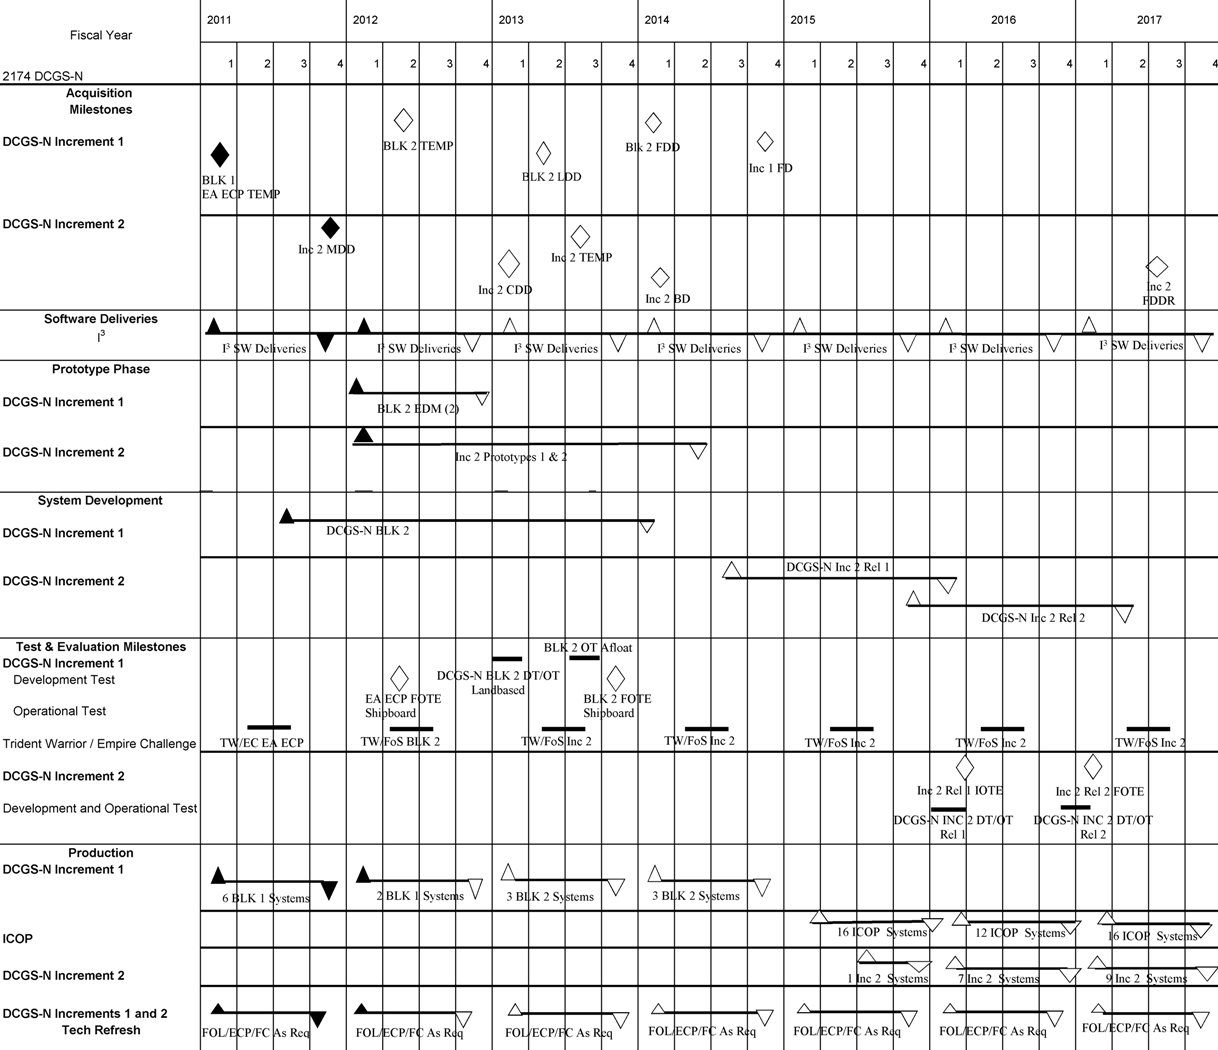 Fiscal Year
2011 2012 2013 2014 2015 2016 2017
1 2 3 4 1 2 3 4 1 2 3 4 1 2 3 4 1 2 3 4 1 2 3 4 1 2 3 4
2174 DCGS-N
Acquisition
Milestones
DCGS-N Increment 1
BLK 2 TEMP
Blk 2 FDD
Inc 1 FD
BLK 2 LDD
BLK 1
EA ECP TEMP
DCGS-N Increment 2
Inc 2 MDD
Inc 2 TEMP
Inc 2 CDD
Inc 2 BD
Inc 2
FDDR
Software Deliveries
I³
I³ SW Deliveries I³ SW Deliveries I³ SW Deliveries I³ SW Deliveries I³ SW Deliveries I³ SW Deliveries I³ SW Deliveries
Prototype Phase
DCGS-N Increment 1
BLK 2 EDM (2)
DCGS-N Increment 2
Inc 2 Prototypes 1 & 2
System Development
DCGS-N Increment 1
DCGS-N BLK 2
DCGS-N Increment 2
DCGS-N Inc 2 Rel 1
DCGS-N Inc 2 Rel 2
Test & Evaluation Milestones
DCGS-N Increment 1
BLK 2 OT Afloat
Development Test
DCGS-N BLK 2 DT/OT
Landbased
EA ECP FOTE
Shipboard
BLK 2 FOTE
Shipboard
Operational Test
Trident Warrior / Empire Challenge
TW/EC EA ECP TW/FoS BLK 2 TW/FoS Inc 2 TW/FoS Inc 2 TW/FoS Inc 2 TW/FoS Inc 2 TW/FoS Inc 2
DCGS-N Increment 2
Inc 2 Rel 1 IOTE Inc 2 Rel 2 FOTE
Development and Operational Test
DCGS-N INC 2 DT/OT
Rel 1
DCGS-N INC 2 DT/OT
Rel 2
Production
DCGS-N Increment 1
6 BLK 1 Systems 2 BLK 1 Systems 3 BLK 2 Systems 3 BLK 2 Systems
ICOP
16 ICOP Systems 12 ICOP Systems 16 ICOP Systems
DCGS-N Increment 2
1 Inc 2 Systems 7 Inc 2 Systems 9 Inc 2 Systems
DCGS-N Increments 1 and 2
Tech Refresh
FOL/ECP/FC As Req FOL/ECP/FC As Req FOL/ECP/FC As Req FOL/ECP/FC As Req FOL/ECP/FC As Req FOL/ECP/FC As Req FOL/ECP/FC As Req